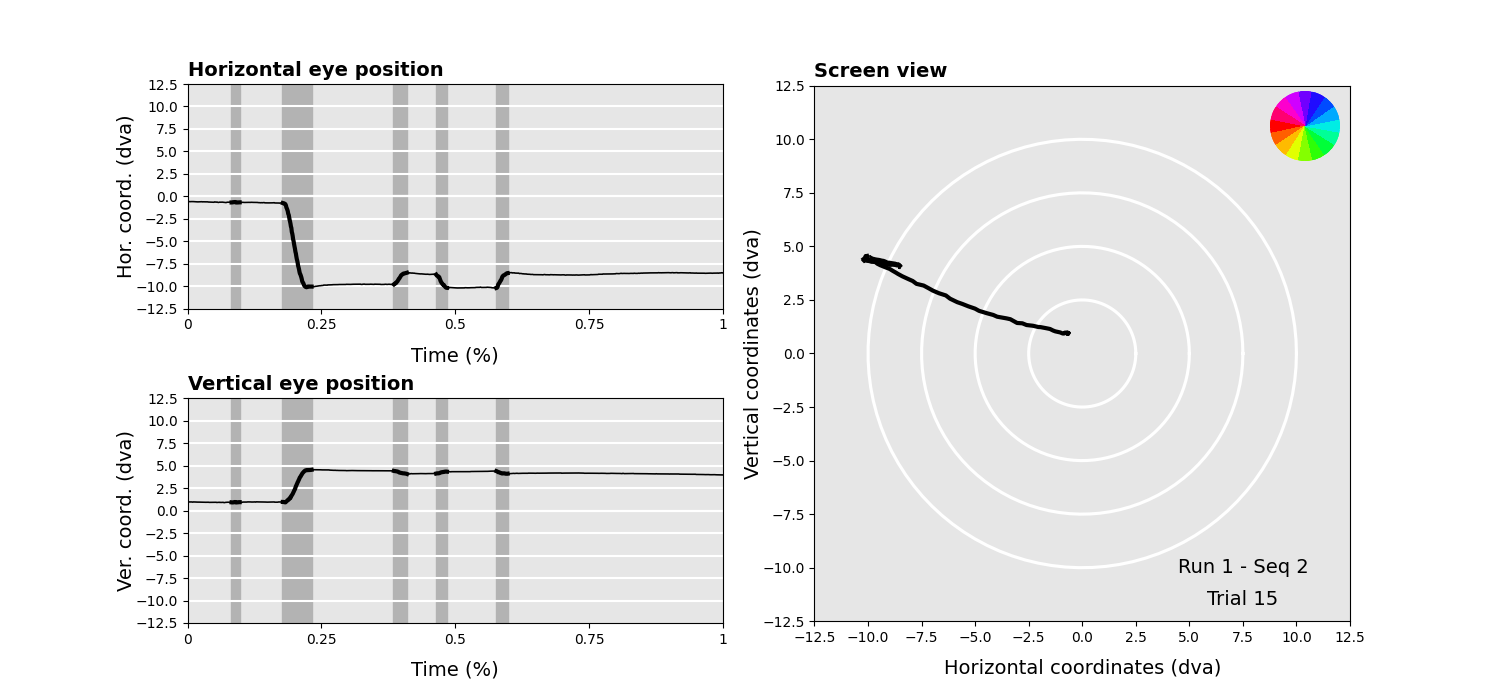 Horizontal eye position
Hor. coord. (dva)
12.5
10.0
7.5
5.0
2.5
0.0
−2.5
−5.0
−7.5
−10.0
−12.5
0 0.25 0.5 0.75 1
Time (%)
Vertical eye position
Ver. coord. (dva)
12.5
10.0
7.5
5.0
2.5
0.0
−2.5
−5.0
−7.5
−10.0
−12.5
0 0.25 0.5 0.75 1
Time (%)
Screen view
Vertical coordinates (dva)
12.5
10.0
7.5
5.0
2.5
0.0
−2.5
−5.0
−7.5
−10.0
−12.5
Run 1 - Seq 2
Trial 15
−12.5 −10.0 −7.5 −5.0 −2.5 0.0 2.5 5.0 7.5 10.0 12.5
Horizontal coordinates (dva)